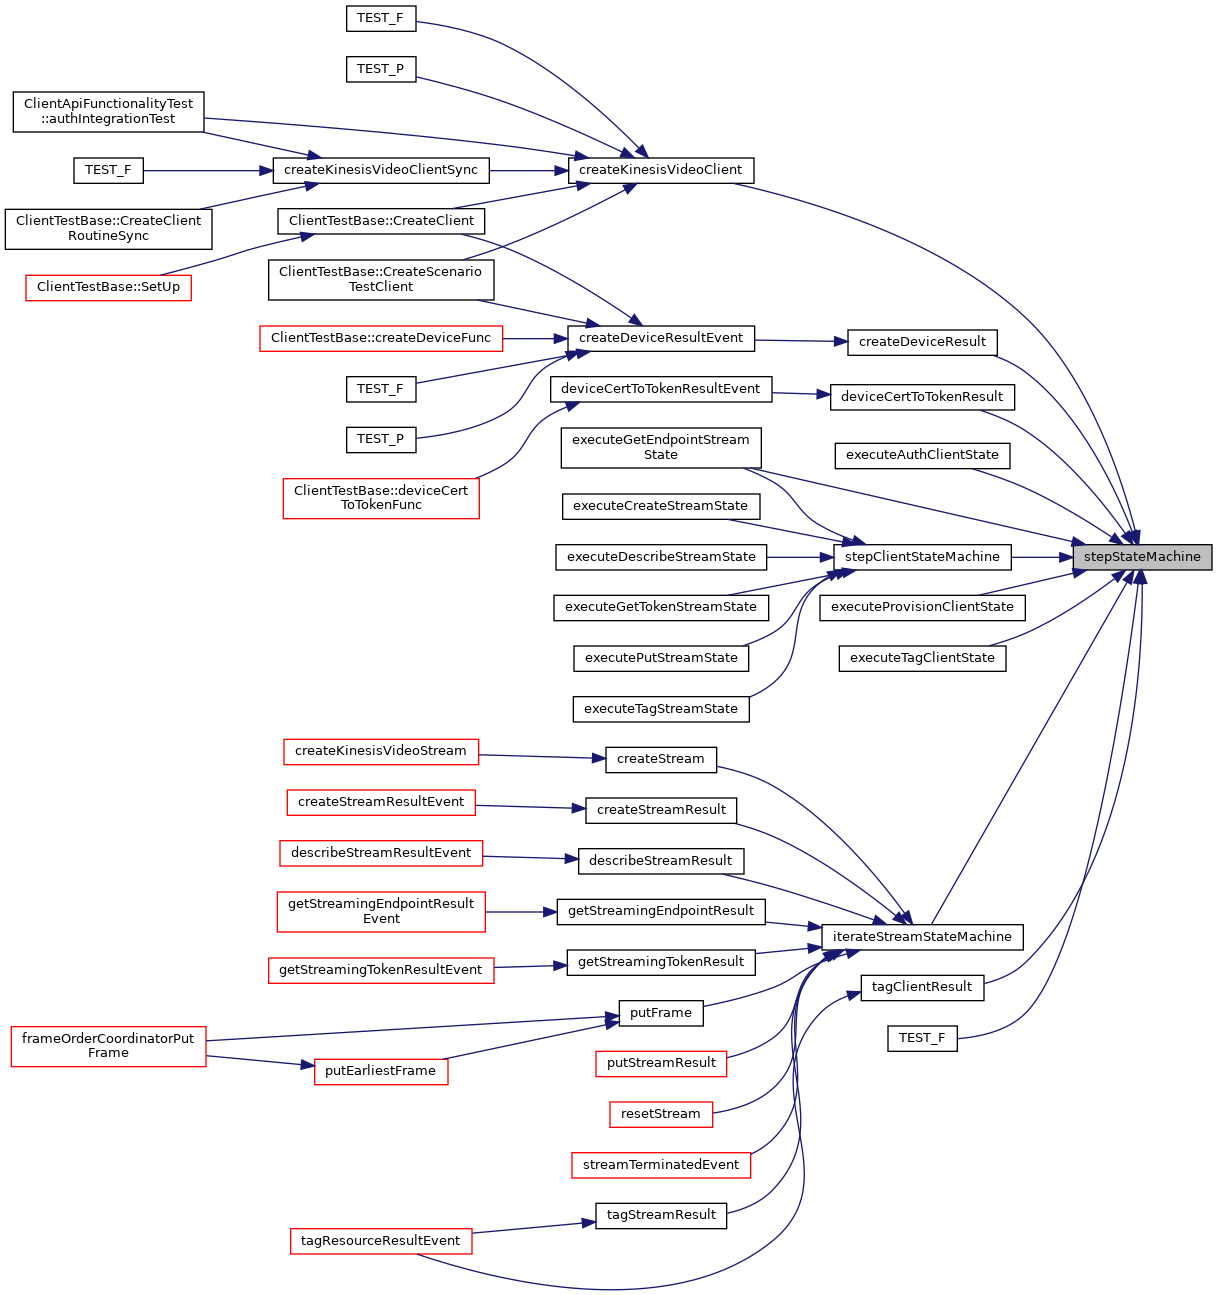 TEST_F
TEST_P
ClientApiFunctionalityTest
::authIntegrationTest
TEST_F
createKinesisVideoClientSync
createKinesisVideoClient
ClientTestBase::CreateClient
RoutineSync
ClientTestBase::CreateClient
ClientTestBase::SetUp
ClientTestBase::CreateScenario
TestClient
ClientTestBase::createDeviceFunc
createDeviceResultEvent
createDeviceResult
TEST_F
deviceCertToTokenResultEvent
deviceCertToTokenResult
TEST_P
executeGetEndpointStream
State
executeAuthClientState
ClientTestBase::deviceCert
ToTokenFunc
executeCreateStreamState
executeDescribeStreamState
stepClientStateMachine
stepStateMachine
executeGetTokenStreamState
executeProvisionClientState
executePutStreamState
executeTagClientState
executeTagStreamState
createKinesisVideoStream
createStream
createStreamResultEvent
createStreamResult
describeStreamResultEvent
describeStreamResult
getStreamingEndpointResult
Event
getStreamingEndpointResult
iterateStreamStateMachine
getStreamingTokenResultEvent
getStreamingTokenResult
tagClientResult
putFrame
frameOrderCoordinatorPut
Frame
TEST_F
putEarliestFrame
putStreamResult
resetStream
streamTerminatedEvent
tagStreamResult
tagResourceResultEvent